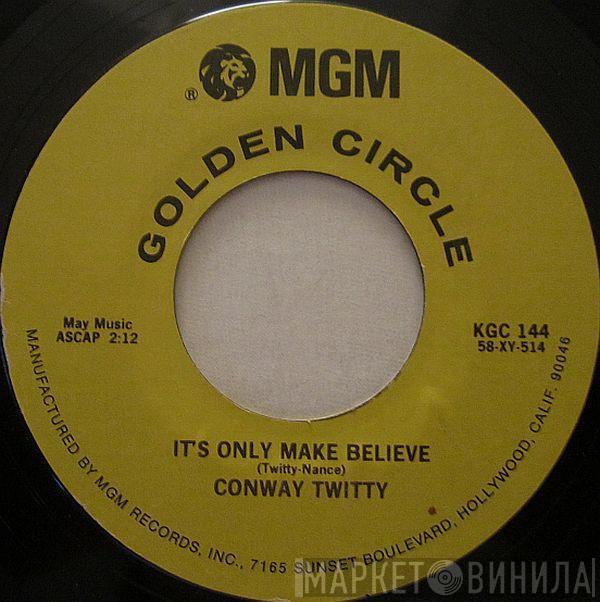 ® MGM
GOLDEN CIRCLE
May Music
ASCAP 2:12
KGC 144
58-XY-514
IT'S ONLY MAKE BELIEVE
(Twitty-Nance)
CONWAY TWITTY
MANUFACTURED BY MGM RECORDS, INC., 7165 SUNSET BOULEVARD, HOLLYWOOD, CALIF. 90046
МАРКЕТ ВИНИЛА